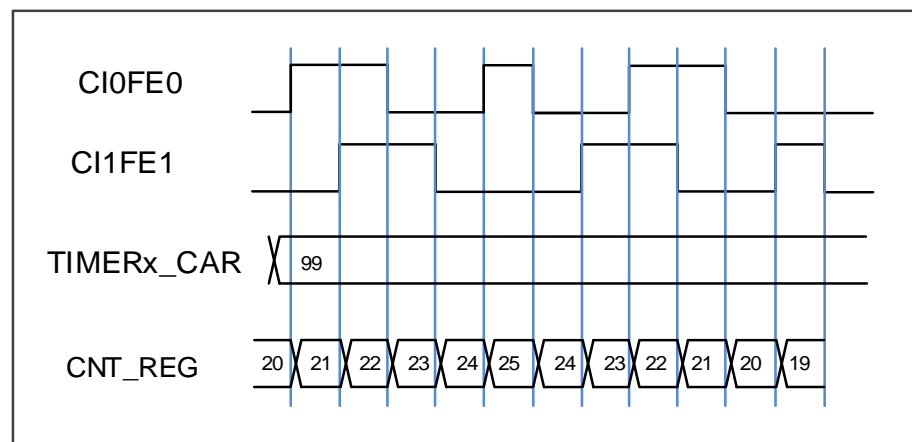 CI0FE0
CI1FE1
TIMERx_CAR 99
CNT_REG 20 21 22 23 24 25 24 23 22 21 20 19